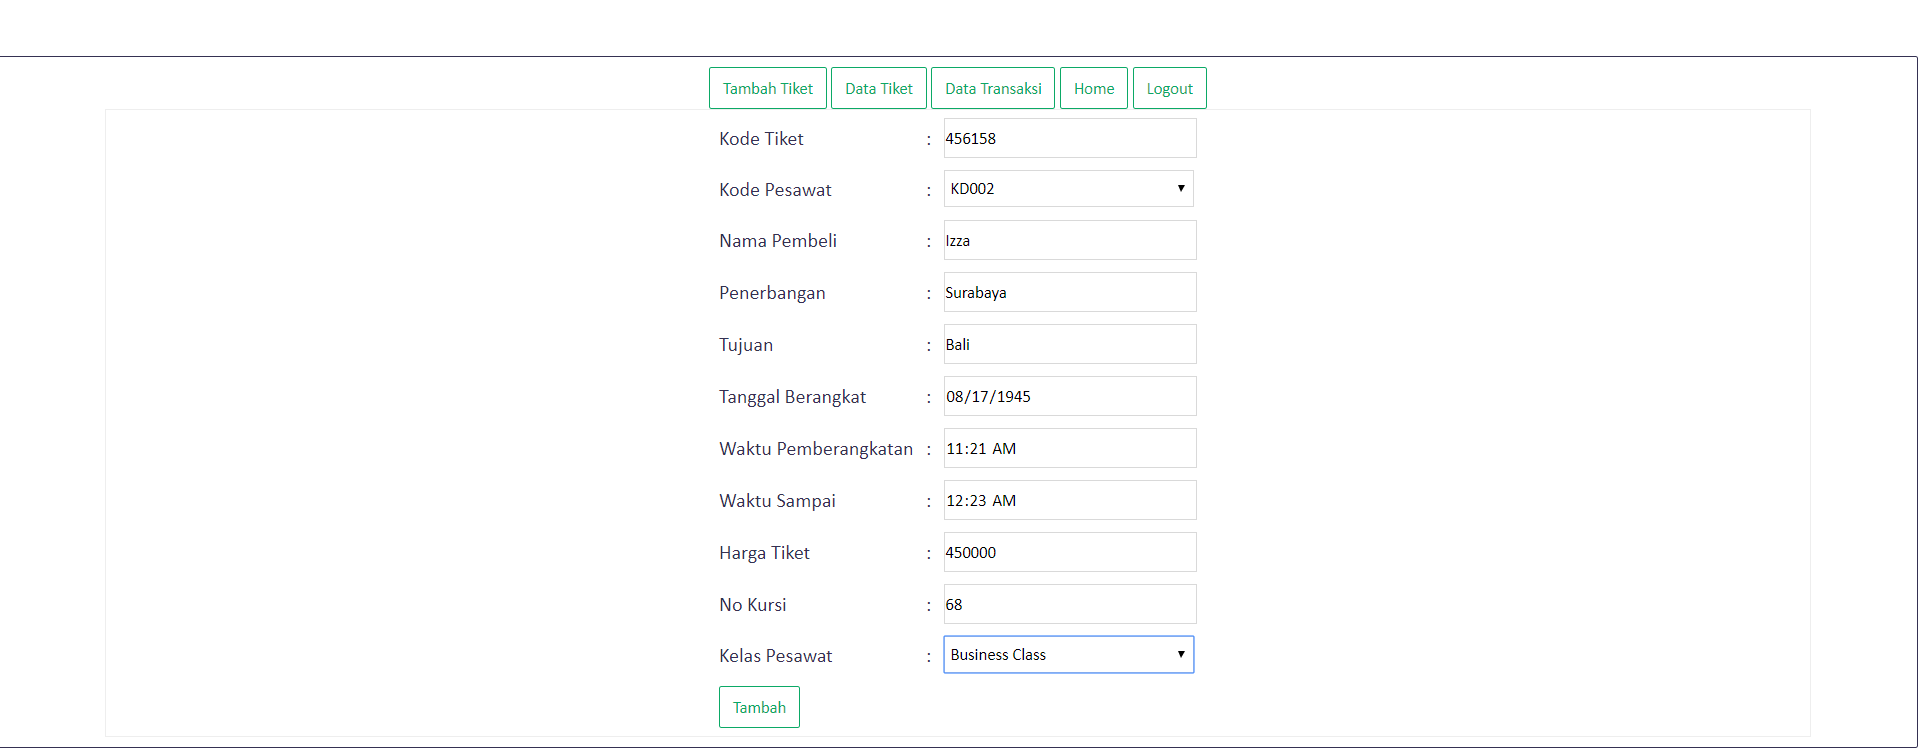 Tambah Tiket Data Tiket Data Transaksi Home Logout
Kode Tiket : 456158
Kode Pesawat : KD002
Nama Pembeli : Izza
Penerbangan : Surabaya
Tujuan : Bali
Tanggal Berangkat : 08/17/1945
Waktu Pemberangkatan : 11:21 AM
Waktu Sampai : 12:23 AM
Harga Tiket : 450000
No Kursi : 68
Kelas Pesawat : Business Class
Tambah